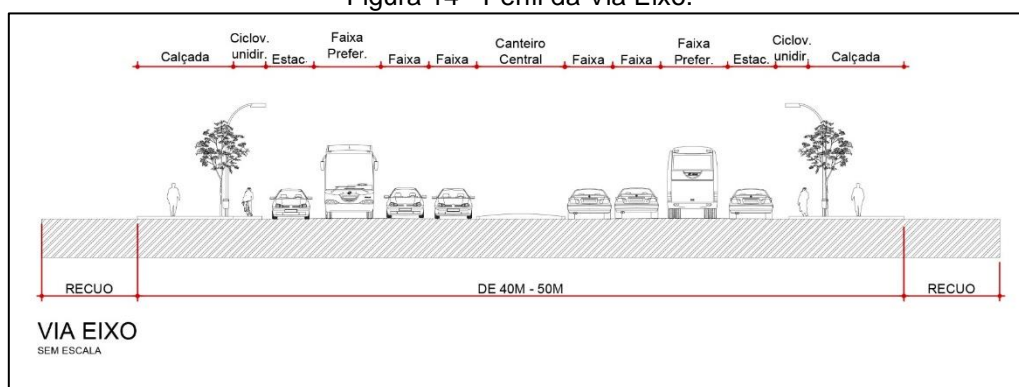 Figura 14 - Perfil da Via Eixo.
Calçada Ciclov. unidir. Estac. Faixa Prefer. Faixa Faixa Canteiro Central Faixa Faixa Faixa Prefer. Estac. Ciclov. unidir. Calçada
RECUO DE 40M - 50M RECUO
VIA EIXO
SEM ESCALA